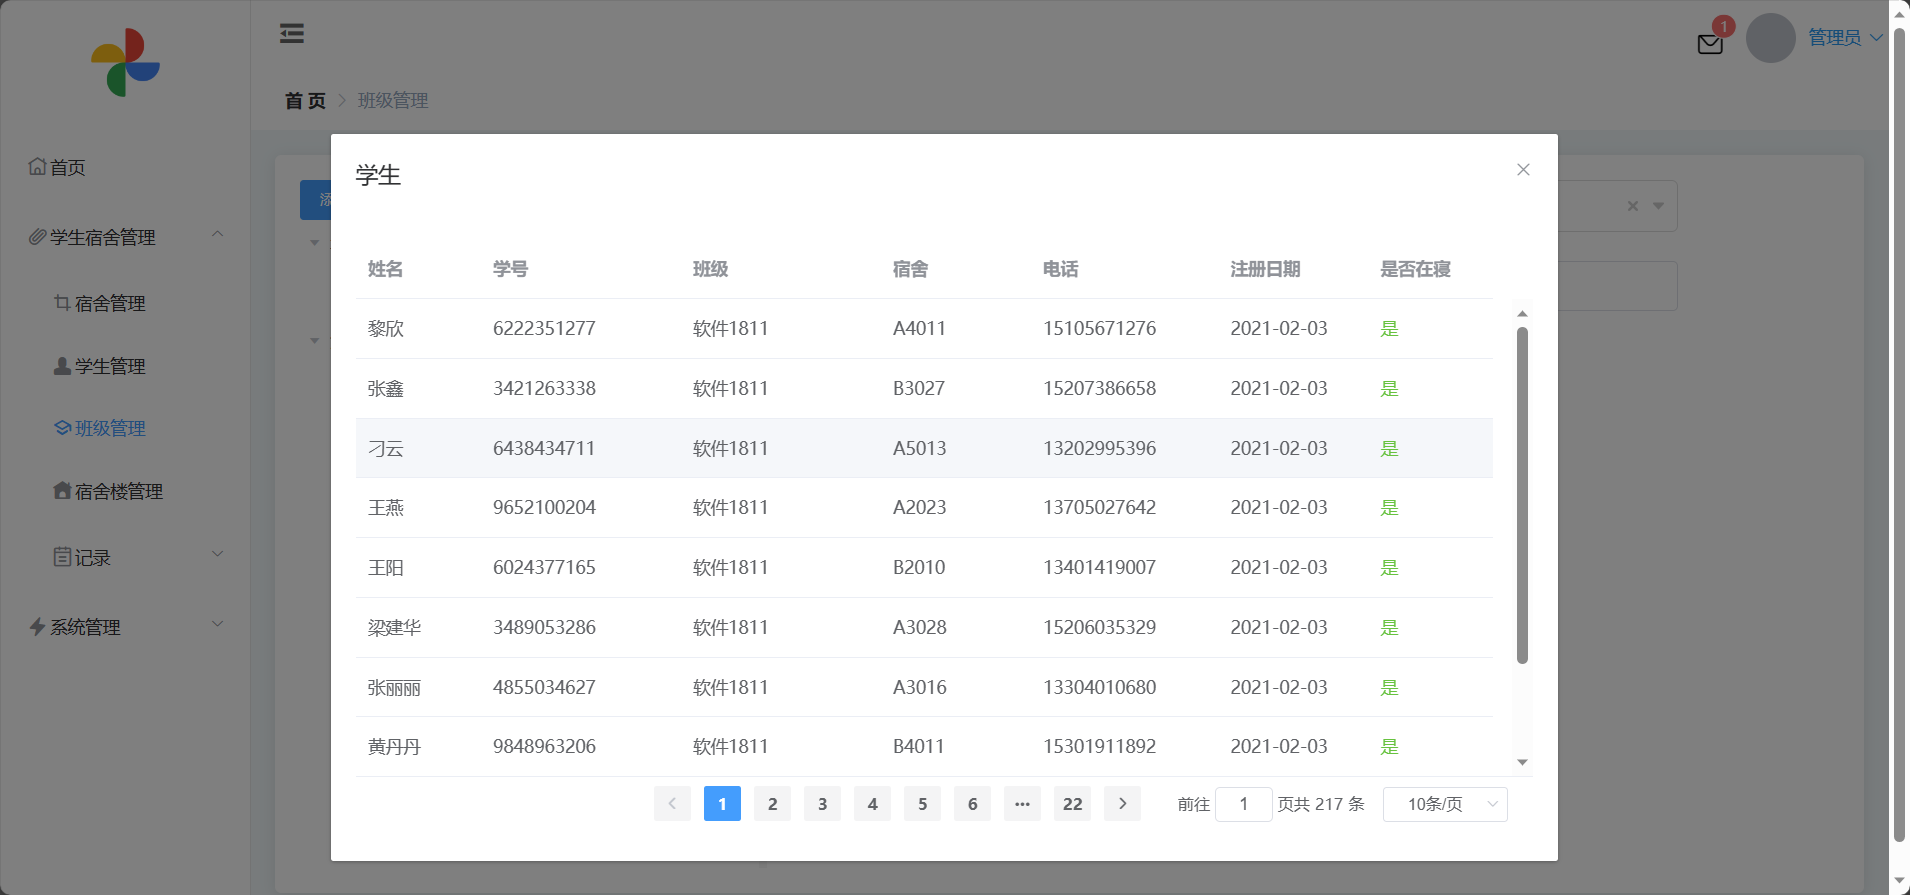 1
管理员
首 页 > 班级管理
首页
学生宿舍管理
宿舍管理
学生管理
班级管理
宿舍楼管理
记录
系统管理
添
学生
姓名 学号 班级 宿舍 电话 注册日期 是否在寝
黎欣 6222351277 软件1811 A4011 15105671276 2021-02-03 是
张鑫 3421263338 软件1811 B3027 15207386658 2021-02-03 是
刁云 6438434711 软件1811 A5013 13202995396 2021-02-03 是
王燕 9652100204 软件1811 A2023 13705027642 2021-02-03 是
王阳 6024377165 软件1811 B2010 13401419007 2021-02-03 是
梁建华 3489053286 软件1811 A3028 15206035329 2021-02-03 是
张丽丽 4855034627 软件1811 A3016 13304010680 2021-02-03 是
黄丹丹 9848963206 软件1811 B4011 15301911892 2021-02-03 是
1 2 3 4 5 6 ··· 22 前往 1 页共 217 条 10条/页